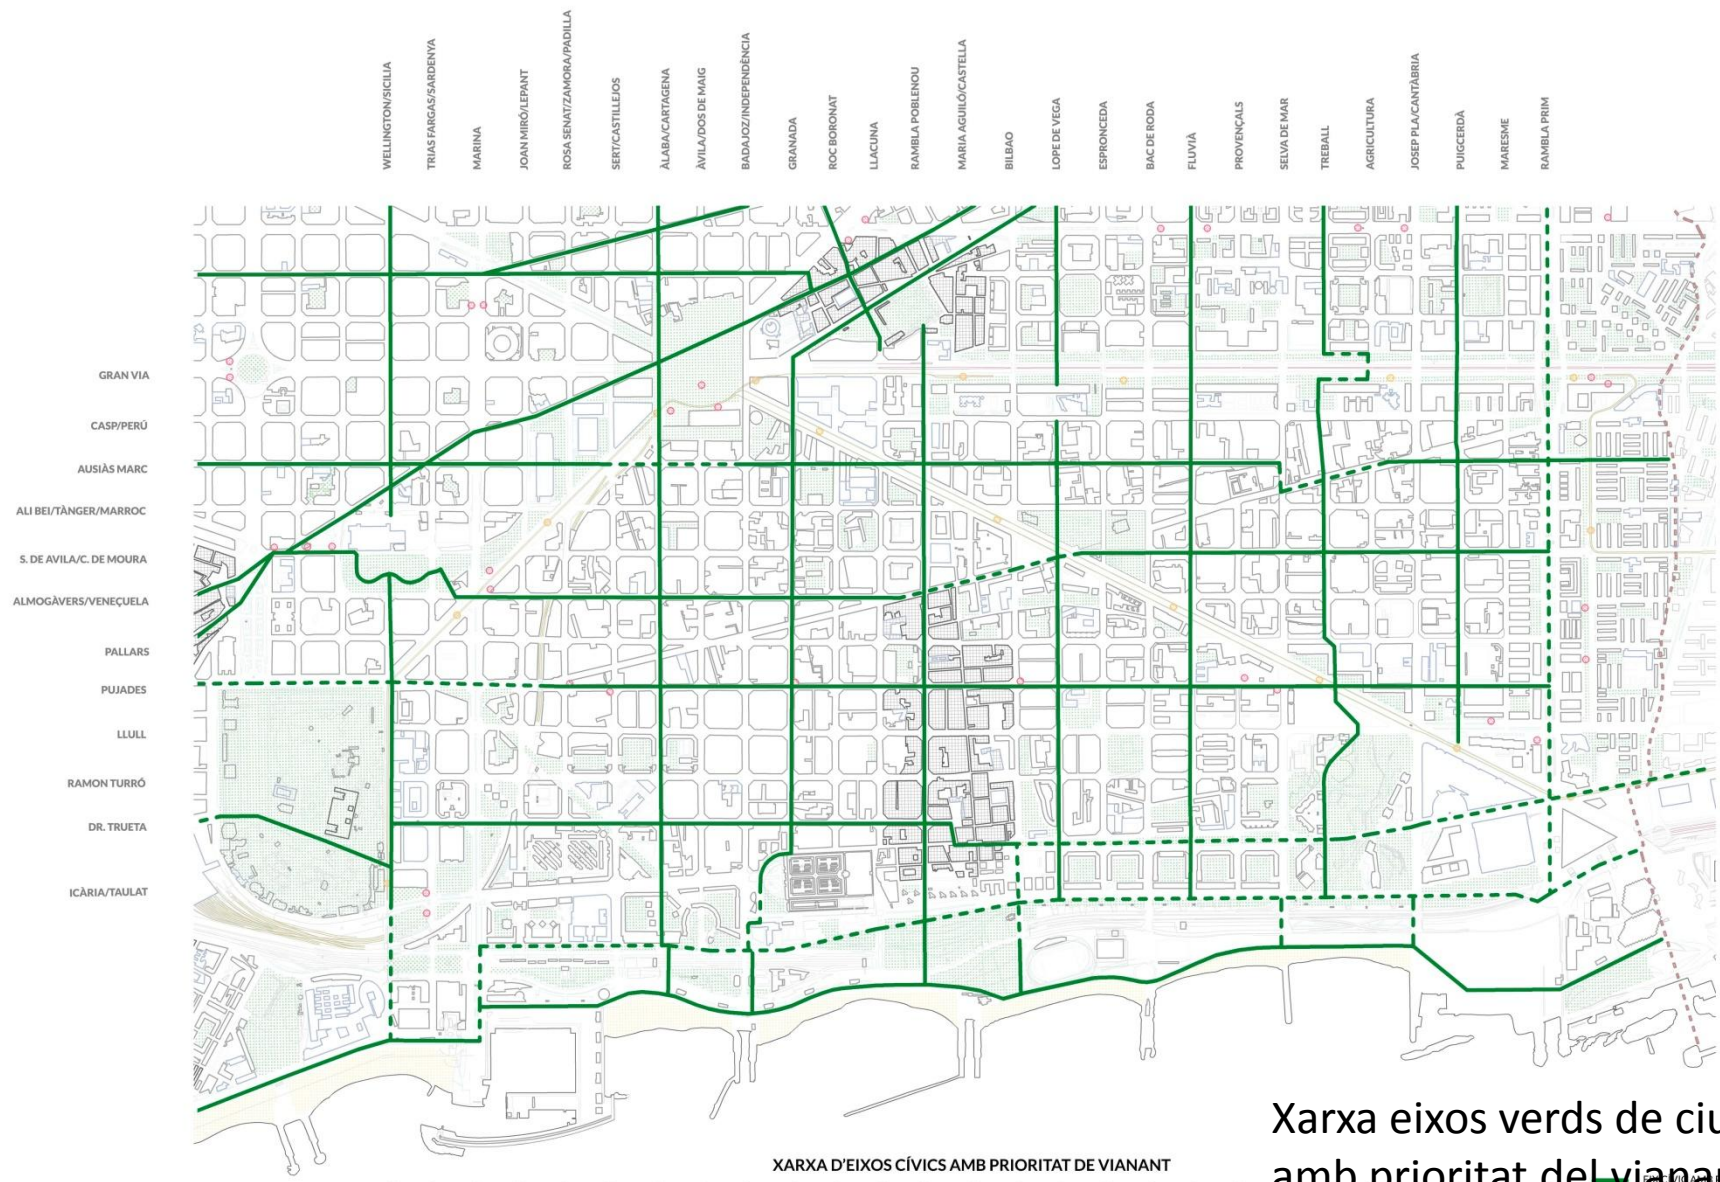 WELLINGTON/SICILIA
TRIAS FARGAS/SARDENYA
MARINA
JOAN MIRÓ/LEPANT
ROSA SENAT/ZAMORA/PADILLA
SERT/CASTILLEJOS
ÀLABA/CARTAGENA
ÀVILA/DOS DE MAIG
BADAJOZ/INDEPENDÈNCIA
GRANADA
ROC BORONAT
LLACUNA
RAMBLA POBLENOU
MARIA AGUILÓ/CASTELLA
BILBAO
LOPE DE VEGA
ESPRONCEDA
BAC DE RODA
FLUVIÀ
PROVENÇALS
SELVA DE MAR
TREBALL
AGRICULTURA
JOSEP PLA/CANTÀBRIA
PUIGCERDÀ
MARESME
RAMBLA PRIM
GRAN VIA
CASP/PERÚ
AUSIÀS MARC
ALI BEI/TÀNGER/MARROC
S. DE AVILA/C. DE MOURA
ALMOGÀVERS/VENEÇUELA
PALLARS
PUJADES
LLULL
RAMON TURRÓ
DR. TRUETA
ICÀRIA/TAULAT
XARXA D'EIXOS CÍVICS AMB PRIORITAT DE VIANANT
Xarxa eixos verds de ciu
amb prioritat del vianan